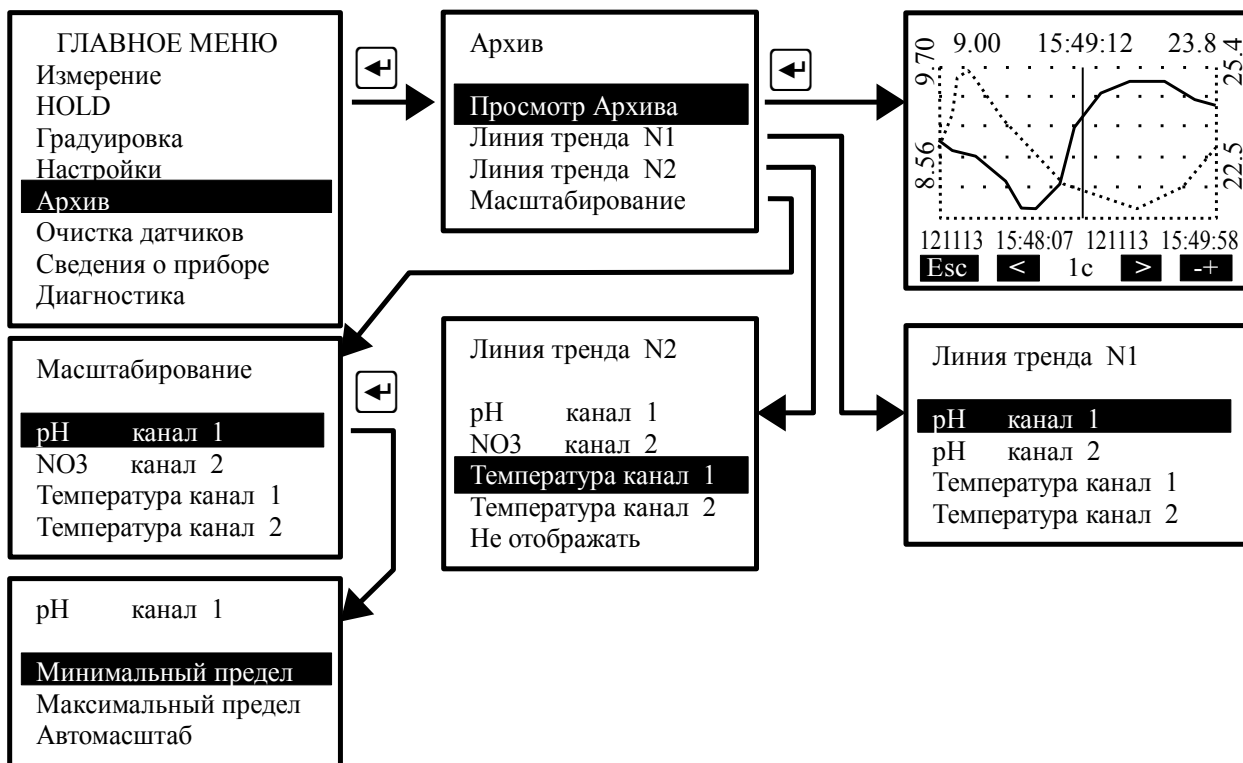 ГЛАВНОЕ МЕНЮ
Измерение
HOLD
Градуировка
Настройки
Архив
Очистка датчиков
Сведения о приборе
Диагностика
Архив
Просмотр Архива
Линия тренда N1
Линия тренда N2
Масштабирование
9.00 15:49:12 23.8
9.70
8.56
25.4
22.5
121113 15:48:07 121113 15:49:58
Esc < 1с > -+
Масштабирование
pH канал 1
NO3 канал 2
Температура канал 1
Температура канал 2
Линия тренда N2
pH канал 1
NO3 канал 2
Температура канал 1
Температура канал 2
Не отображать
Линия тренда N1
pH канал 1
pH канал 2
Температура канал 1
Температура канал 2
pH канал 1
Минимальный предел
Максимальный предел
Автомасштаб